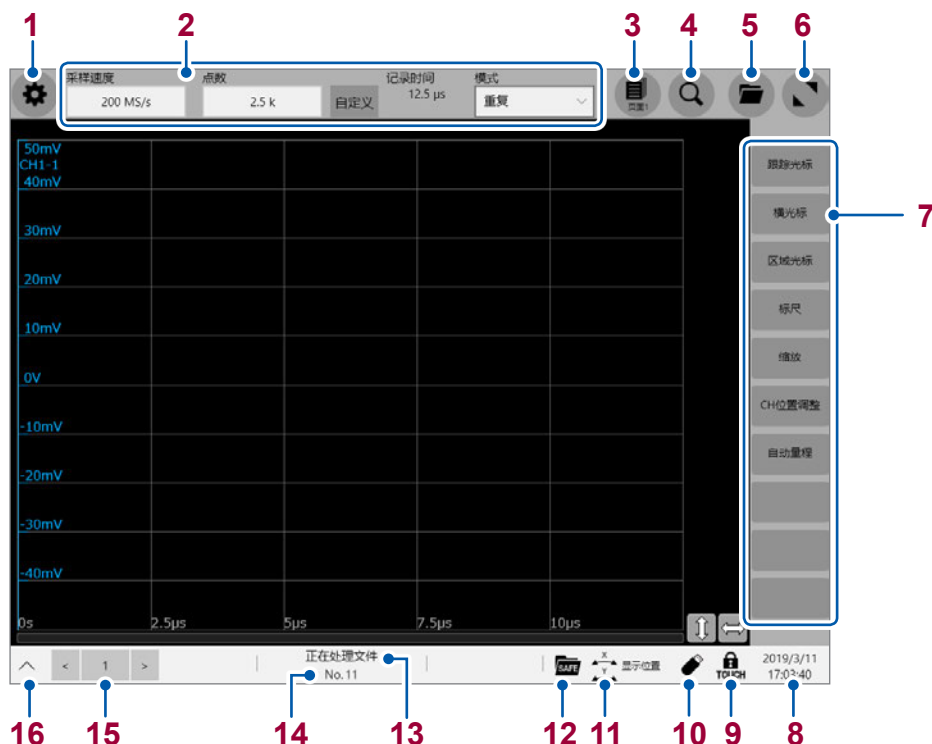 1 2 3 4 5 6
采样速度 点数 记录时间 模式
200 MS/s 2.5 k 自定义 12.5 μs 重复
页面1
50mV
CH1-1
40mV
30mV
20mV
10mV
0V
-10mV
-20mV
-30mV
-40mV
0s 2.5μs 5μs 7.5μs 10μs
跟踪光标
横光标
区域光标
标尺
缩放
CH位置调整
自动量程
7
< 1 >
正在处理文件
No. 11
SAFE
X
Y
显示位置
TOUCH
2019/3/11
17:03:40
16 15 14 13 12 11 10 9 8